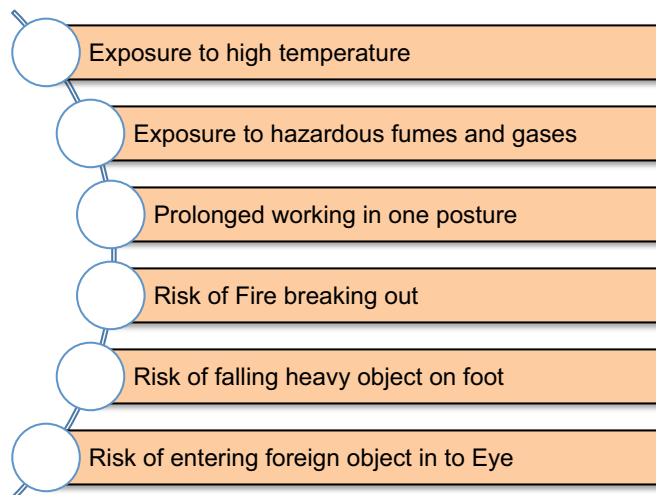 Exposure to high temperature
Exposure to hazardous fumes and gases
Prolonged working in one posture
Risk of Fire breaking out
Risk of falling heavy object on foot
Risk of entering foreign object in to Eye